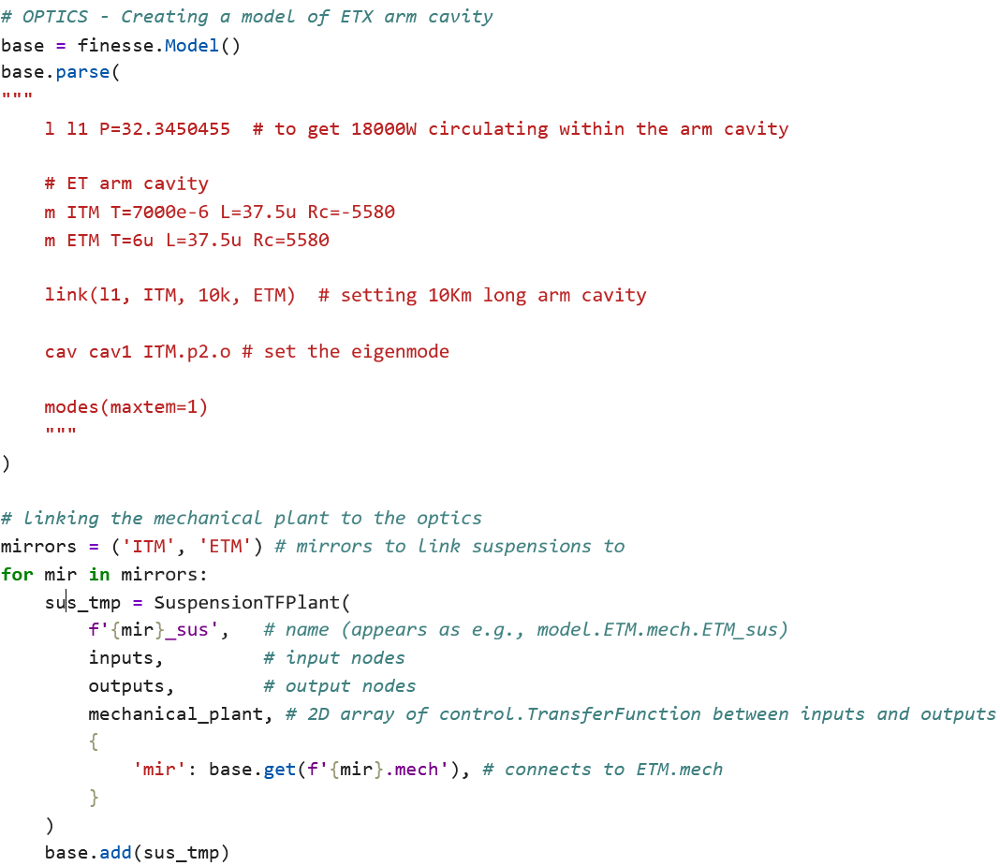 # OPTICS - Creating a model of ETX arm cavity
base = finesse.Model()
base.parse(
"""
    l l1 P=32.3450455  # to get 18000W circulating within the arm cavity

    # ET arm cavity
    m ITM T=7000e-6 L=37.5u Rc=-5580
    m ETM T=6u L=37.5u Rc=5580

    link(l1, ITM, 10k, ETM)  # setting 10Km long arm cavity

    cav cav1 ITM.p2.o # set the eigenmode

    modes(maxtem=1)
    """
)

# linking the mechanical plant to the optics
mirrors = ('ITM', 'ETM') # mirrors to link suspensions to
for mir in mirrors:
    sus_tmp = SuspensionTFPlant(
        f'{mir}_sus',   # name (appears as e.g., model.ETM.mech.ETM_sus)
        inputs,         # input nodes
        outputs,        # output nodes
        mechanical_plant, # 2D array of control.TransferFunction between inputs and outputs
        {
            'mir': base.get(f'{mir}.mech'), # connects to ETM.mech
        }
    )
    base.add(sus_tmp)